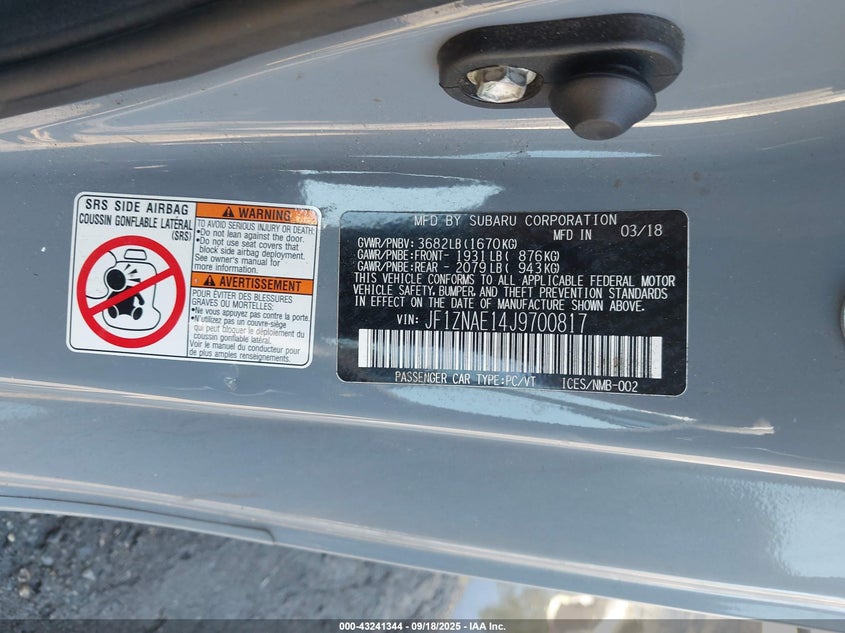 SRS SIDE AIRBAG
COUSSIN GONFLABLE LATÉRAL
(SRS)
WARNING
TO AVOID SERIOUS INJURY OR DEATH:
•Do not lean against the door.
•Do not use seat covers that
block side airbag deployment.
See owner's manual for
more information.
AVERTISSEMENT
POUR ÉVITER DES BLESSURES
GRAVES OU MORTELLES:
•Ne pas s'appuyer contre la porte.
•Ne pas utiliser un couvre-siège
qui peut bloquer le déploiement du
coussin gonflable latéral.
Voir le manuel du conducteur pour
de plus amples renseignements.
MFD BY SUBARU CORPORATION
MFD IN 03/18
GVWR/PNBV: 3682LB(1670KG)
GAWR/PNBE:FRONT- 1931LB( 876KG)
GAWR/PNBE:REAR - 2079LB( 943KG)
THIS VEHICLE CONFORMS TO ALL APPLICABLE FEDERAL MOTOR
VEHICLE SAFETY, BUMPER, AND THEFT PREVENTION STANDARDS
IN EFFECT ON THE DATE OF MANUFACTURE SHOWN ABOVE.
VIN: JF1ZNAE14J9700817
PASSENGER CAR TYPE:PC/VT ICES/NMB-002
000-43241344 - 09/18/2025 - IAA Inc.